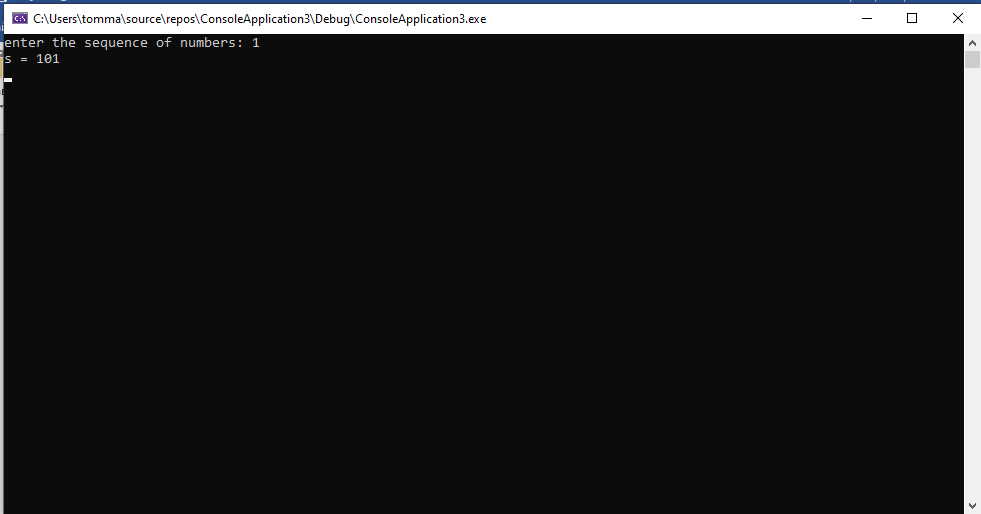 C:\Users\tomma\source\repos\ConsoleApplication3\Debug\ConsoleApplication3.exe
enter the sequence of numbers: 1
s = 101